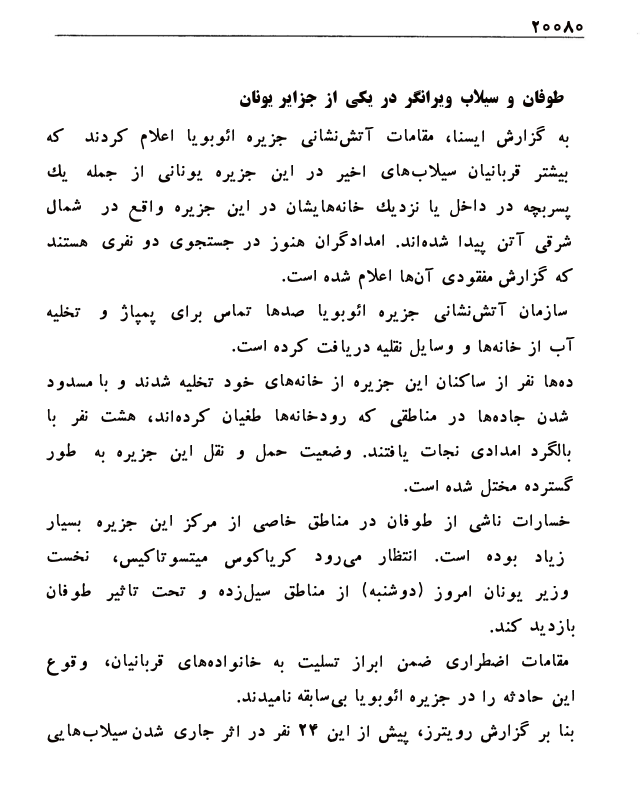 ۲۰۰۸۰
طوفان و سیلاب ویرانگر در یکی از جزایر یونان
به گزارش ایسنا، مقامات آتش‌نشانی جزیره ائوبویا اعلام کردند که
بیشتر قربانیان سیلاب‌های اخیر در این جزیره یونانی از جمله یك
پسربچه در داخل یا نزدیك خانه‌هایشان در این جزیره واقع در شمال
شرقی آتن پیدا شده‌اند. امدادگران هنوز در جستجوی دو نفری هستند
که گزارش مفقودی آن‌ها اعلام شده است.
سازمان آتش‌نشانی جزیره ائوبویا صدها تماس برای پمپاژ و تخلیه
آب از خانه‌ها و وسایل نقلیه دریافت کرده است.
ده‌ها نفر از ساکنان این جزیره از خانه‌های خود تخلیه شدند و با مسدود
شدن جاده‌ها در مناطقی که رودخانه‌ها طغیان کرده‌اند، هشت نفر با
بالگرد امدادی نجات یافتند. وضعیت حمل و نقل این جزیره به طور
گسترده مختل شده است.
خسارات ناشی از طوفان در مناطق خاصی از مرکز این جزیره بسیار
زیاد بوده است. انتظار می‌رود کریاکوس میتسوتاکیس، نخست
وزیر یونان امروز (دوشنبه) از مناطق سیل‌زده و تحت تاثیر طوفان
بازدید کند.
مقامات اضطراری ضمن ابراز تسلیت به خانواده‌های قربانیان، وقوع
این حادثه را در جزیره ائوبویا بی‌سابقه نامیدند.
بنا بر گزارش رویترز، پیش از این ۲۴ نفر در اثر جاری شدن سیلاب‌هایی